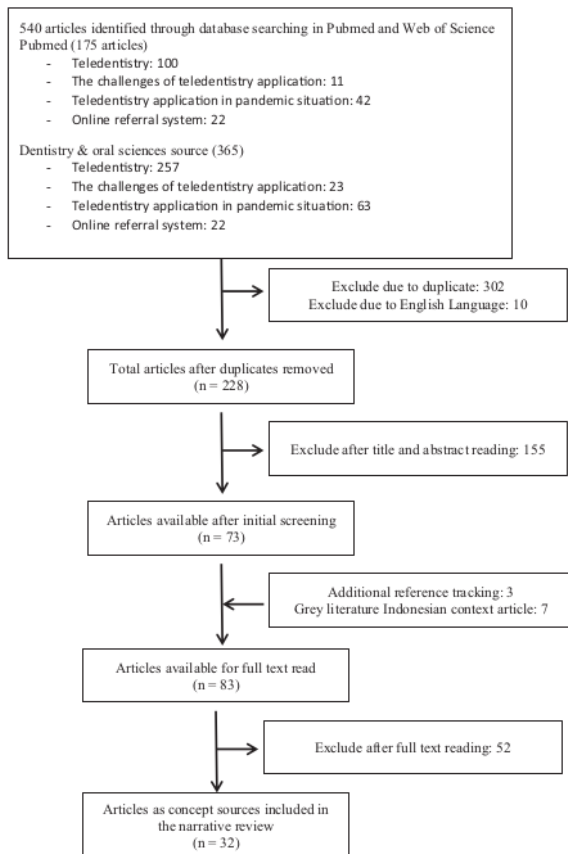 540 articles identified through database searching in Pubmed and Web of Science
Pubmed (175 articles)
- Teledentistry: 100
- The challenges of teledentistry application: 11
- Teledentistry application in pandemic situation: 42
- Online referral system: 22
Dentistry & oral sciences source (365)
- Teledentistry: 257
- The challenges of teledentistry application: 23
- Teledentistry application in pandemic situation: 63
- Online referral system: 22
Exclude due to duplicate: 302
Exclude due to English Language: 10
Total articles after duplicates removed
(n = 228)
Exclude after title and abstract reading: 155
Articles available after initial screening
(n = 73)
Additional reference tracking: 3
Grey literature Indonesian context article: 7
Articles available for full text read
(n = 83)
Exclude after full text reading: 52
Articles as concept sources included in
the narrative review
(n = 32)